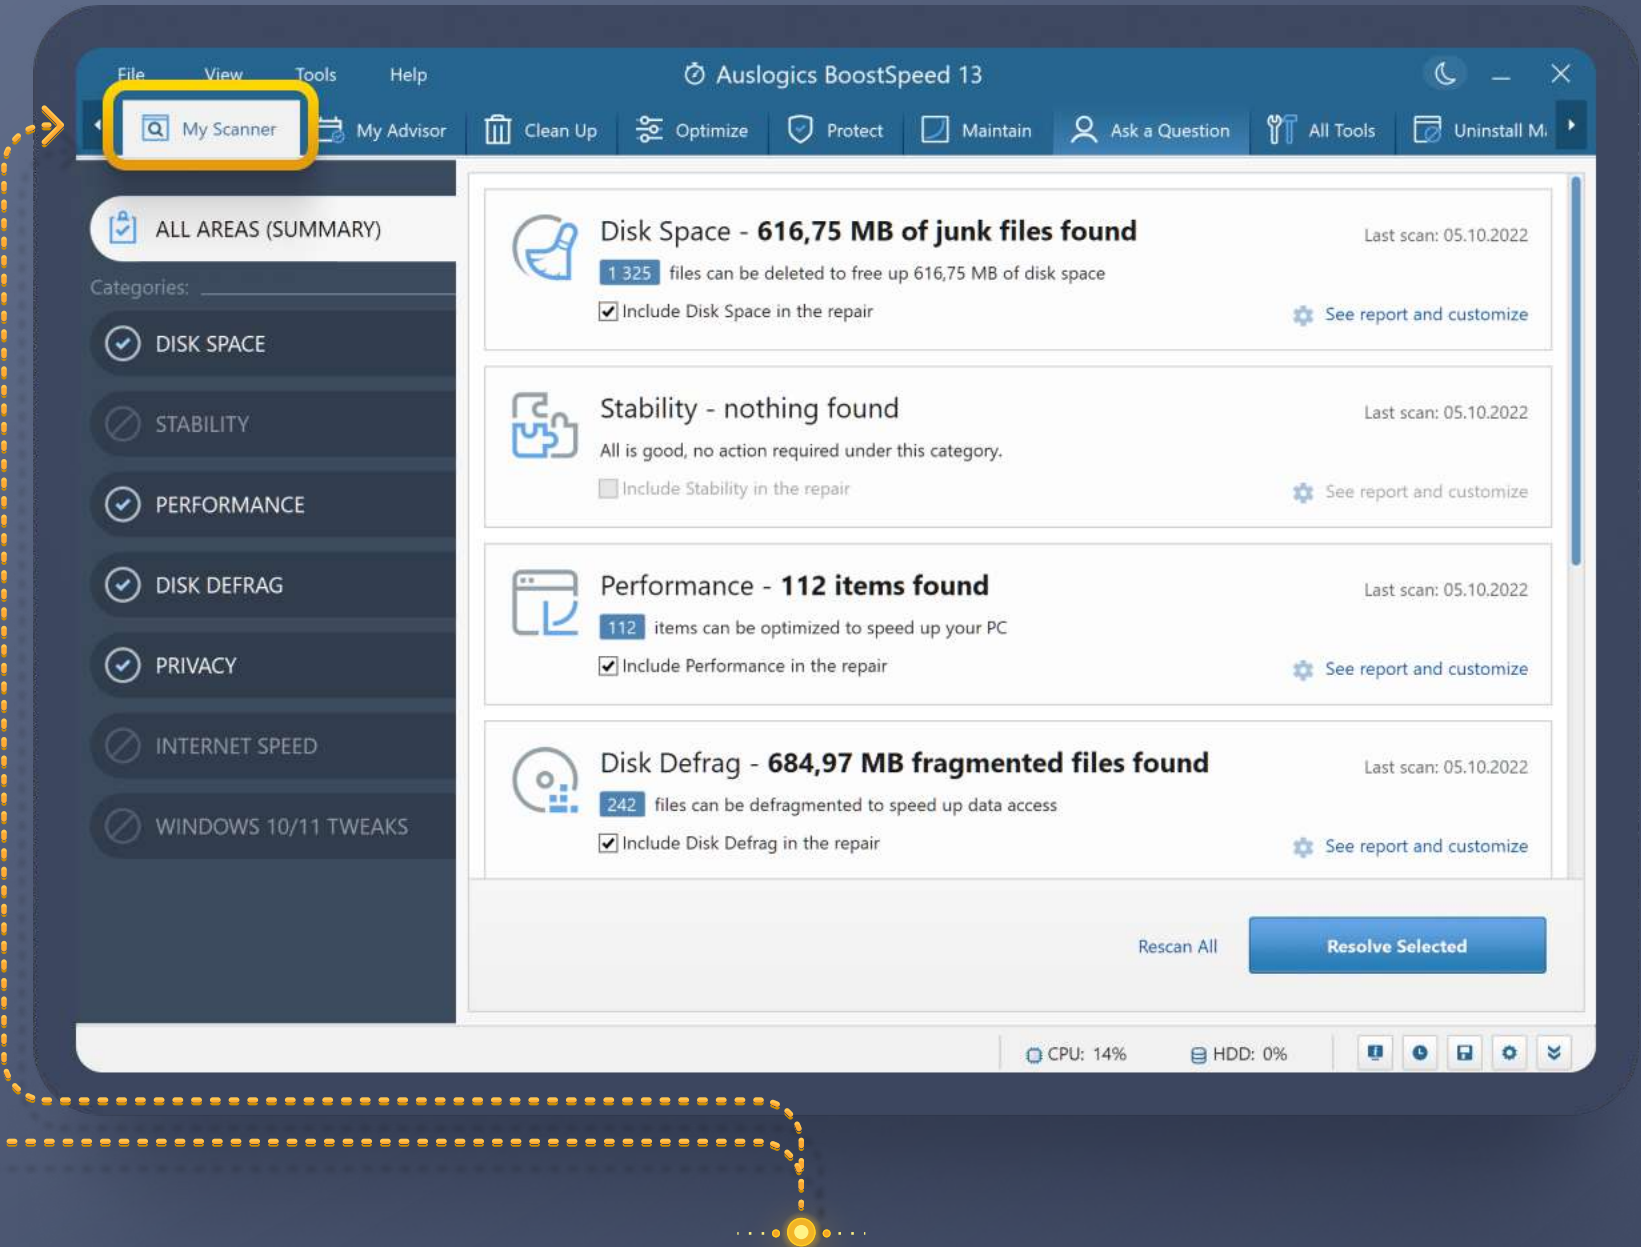 File View Tools Help
Auslogics BoostSpeed 13
My Scanner
My Advisor
Clean Up
Optimize
Protect
Maintain
Ask a Question
All Tools
Uninstall
ALL AREAS (SUMMARY)
Categories:
DISK SPACE
STABILITY
PERFORMANCE
DISK DEFRAG
PRIVACY
INTERNET SPEED
WINDOWS 10/11 TWEAKS
Disk Space - 616,75 MB of junk files found
Last scan: 05.10.2022
1 325 files can be deleted to free up 616,75 MB of disk space
Include Disk Space in the repair
See report and customize
Stability - nothing found
Last scan: 05.10.2022
All is good, no action required under this category.
Include Stability in the repair
See report and customize
Performance - 112 items found
Last scan: 05.10.2022
112 items can be optimized to speed up your PC
Include Performance in the repair
See report and customize
Disk Defrag - 684,97 MB fragmented files found
Last scan: 05.10.2022
242 files can be defragmented to speed up data access
Include Disk Defrag in the repair
See report and customize
Rescan All
Resolve Selected
CPU: 14%
HDD: 0%